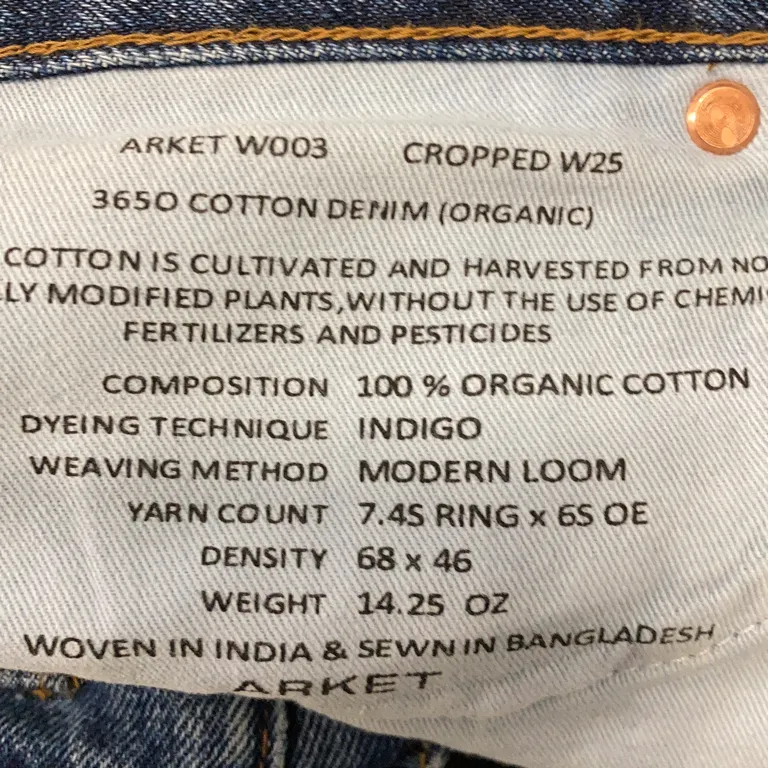 ARKET W003 CROPPED W25
3650 COTTON DENIM (ORGANIC)
COTTON IS CULTIVATED AND HARVESTED FROM NO
LY MODIFIED PLANTS, WITHOUT THE USE OF CHEMI
FERTILIZERS AND PESTICIDES
COMPOSITION 100 % ORGANIC COTTON
DYEING TECHNIQUE INDIGO
WEAVING METHOD MODERN LOOM
YARN COUNT 7.4S RING x 6S OE
DENSITY 68 x 46
WEIGHT 14.25 OZ
WOVEN IN INDIA & SEWN IN BANGLADESH
ARKET